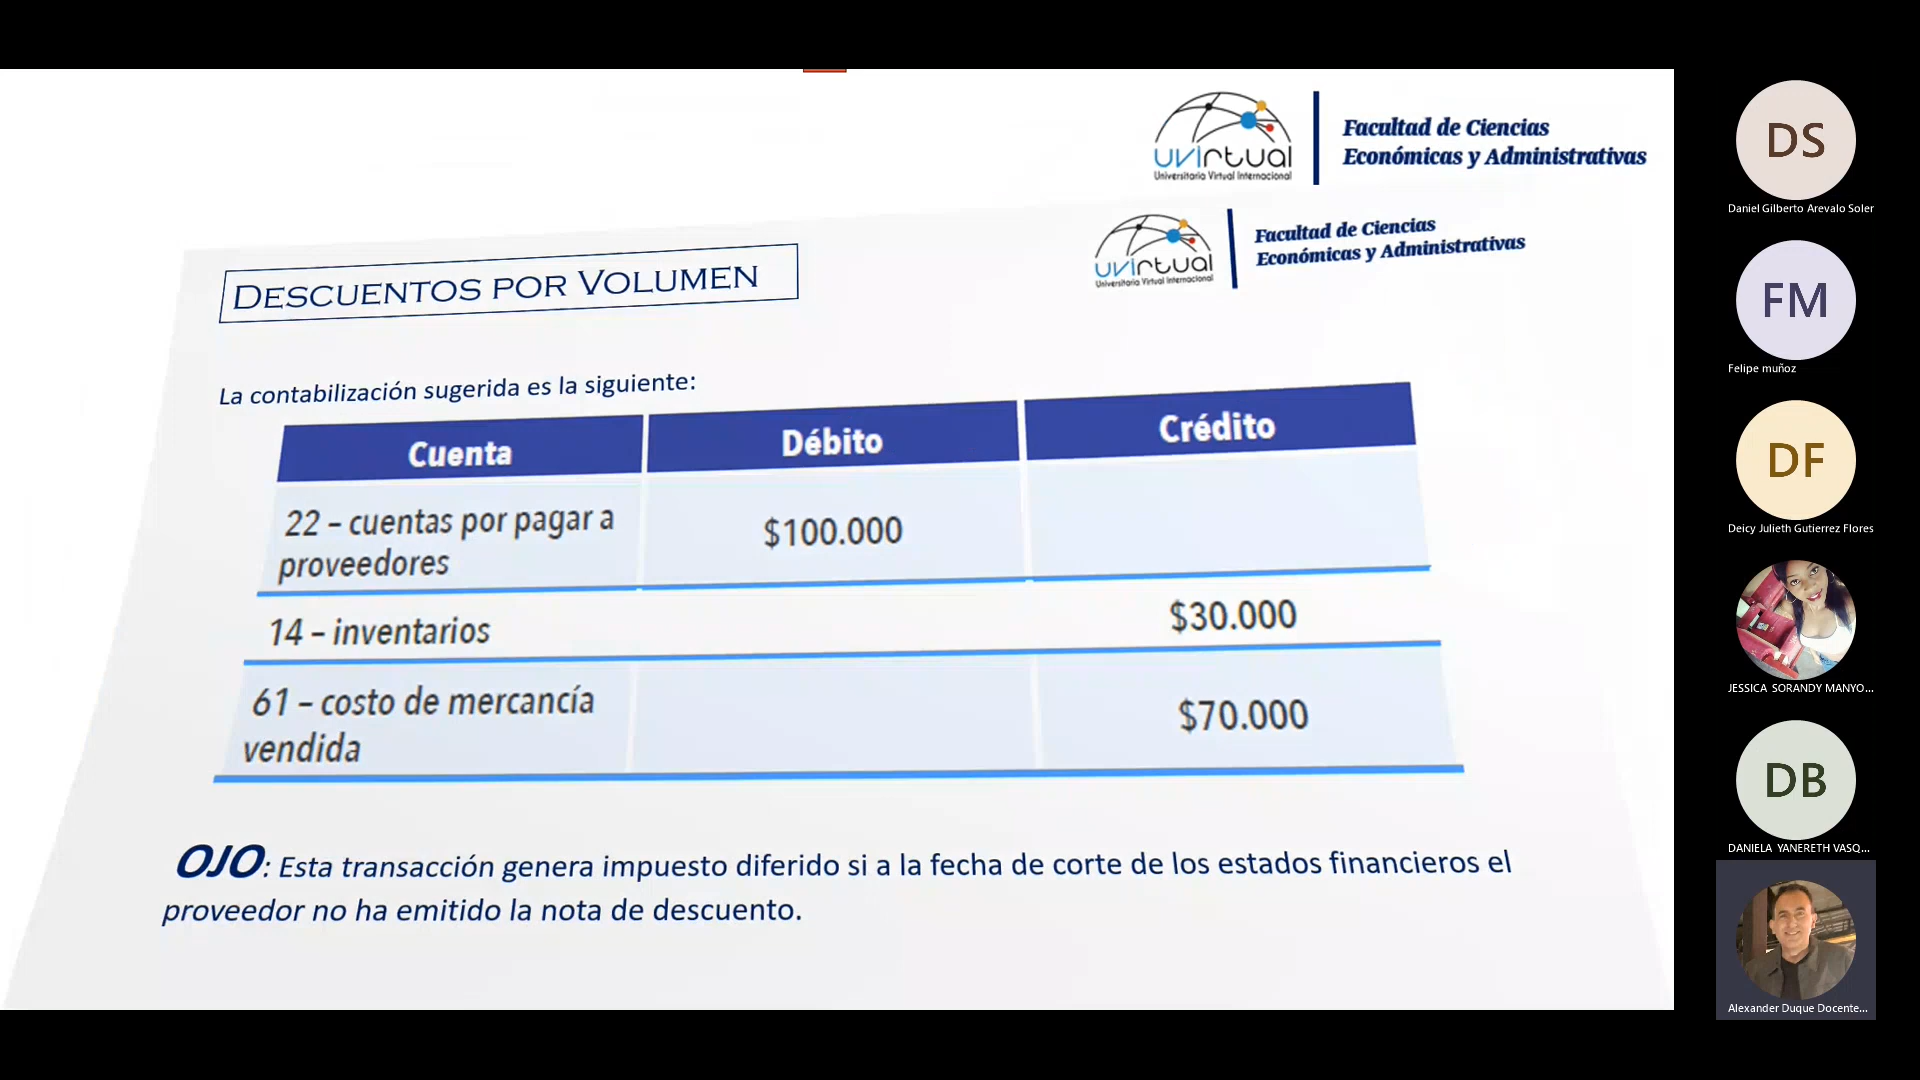 uvirtual
Universitaria Virtual Internacional
Facultad de Ciencias
Económicas y Administrativas
uvirtual
Universitaria Virtual Internacional
Facultad de Ciencias
Económicas y Administrativas
DESCUENTOS POR VOLUMEN
La contabilización sugerida es la siguiente:
Cuenta Débito Crédito
22 – cuentas por pagar a
proveedores
$100.000
14 – inventarios $30.000
61 – costo de mercancía
vendida
$70.000
OJO: Esta transacción genera impuesto diferido si a la fecha de corte de los estados financieros el
proveedor no ha emitido la nota de descuento.
DS
Daniel Gilberto Arevalo Soler
FM
Felipe muñoz
DF
Deicy Julieth Gutierrez Flores
JESSICA SORANDY MANYO...
DB
DANIELA YANERETH VASQ...
Alexander Duque Docente...